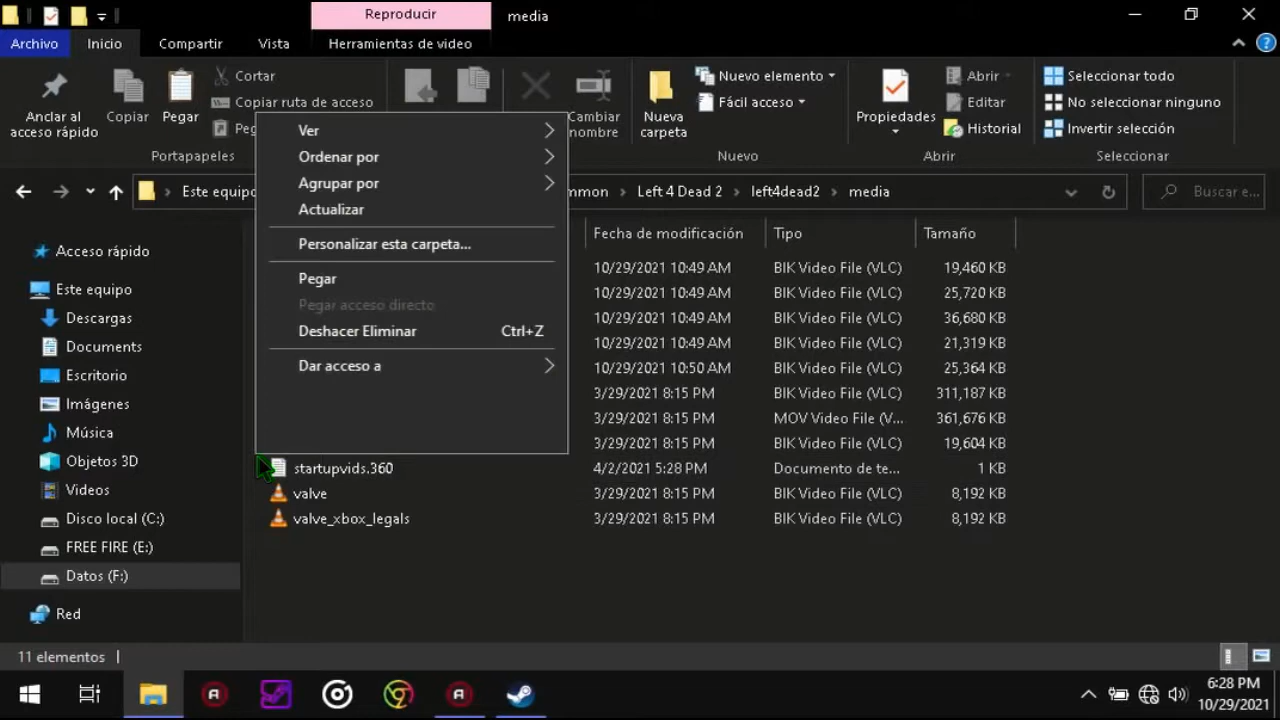 Reproducir
media
Archivo
Inicio
Compartir
Vista
Herramientas de video
Anclar al
acceso rápido
Copiar
Pegar
Cortar
Copiar ruta de acceso
Cambiar
nombre
Nueva
carpeta
Nuevo elemento
Fácil acceso
Propiedades
Abrir
Editar
Historial
Seleccionar todo
No seleccionar ninguno
Invertir selección
Portapapeles
Nuevo
Abrir
Seleccionar
Este equipo
Left 4 Dead 2
left4dead2
media
Buscar e...
Ver
Ordenar por
Agrupar por
Actualizar
Personalizar esta carpeta...
Pegar
Pegar acceso directo
Deshacer Eliminar Ctrl+Z
Dar acceso a
Acceso rápido
Este equipo
Descargas
Documents
Escritorio
Imágenes
Música
Objetos 3D
Videos
Disco local (C:)
FREE FIRE (E:)
Datos (F:)
Red
Fecha de modificación Tipo Tamaño
10/29/2021 10:49 AM BIK Video File (VLC) 19,460 KB
10/29/2021 10:49 AM BIK Video File (VLC) 25,720 KB
10/29/2021 10:49 AM BIK Video File (VLC) 36,680 KB
10/29/2021 10:49 AM BIK Video File (VLC) 21,319 KB
10/29/2021 10:50 AM BIK Video File (VLC) 25,364 KB
3/29/2021 8:15 PM BIK Video File (VLC) 311,187 KB
3/29/2021 8:15 PM MOV Video File (V... 361,676 KB
3/29/2021 8:15 PM BIK Video File (VLC) 19,604 KB
startupvids.360 4/2/2021 5:28 PM Documento de te... 1 KB
valve 3/29/2021 8:15 PM BIK Video File (VLC) 8,192 KB
valve_xbox_legals 3/29/2021 8:15 PM BIK Video File (VLC) 8,192 KB
11 elementos
6:28 PM
10/29/2021